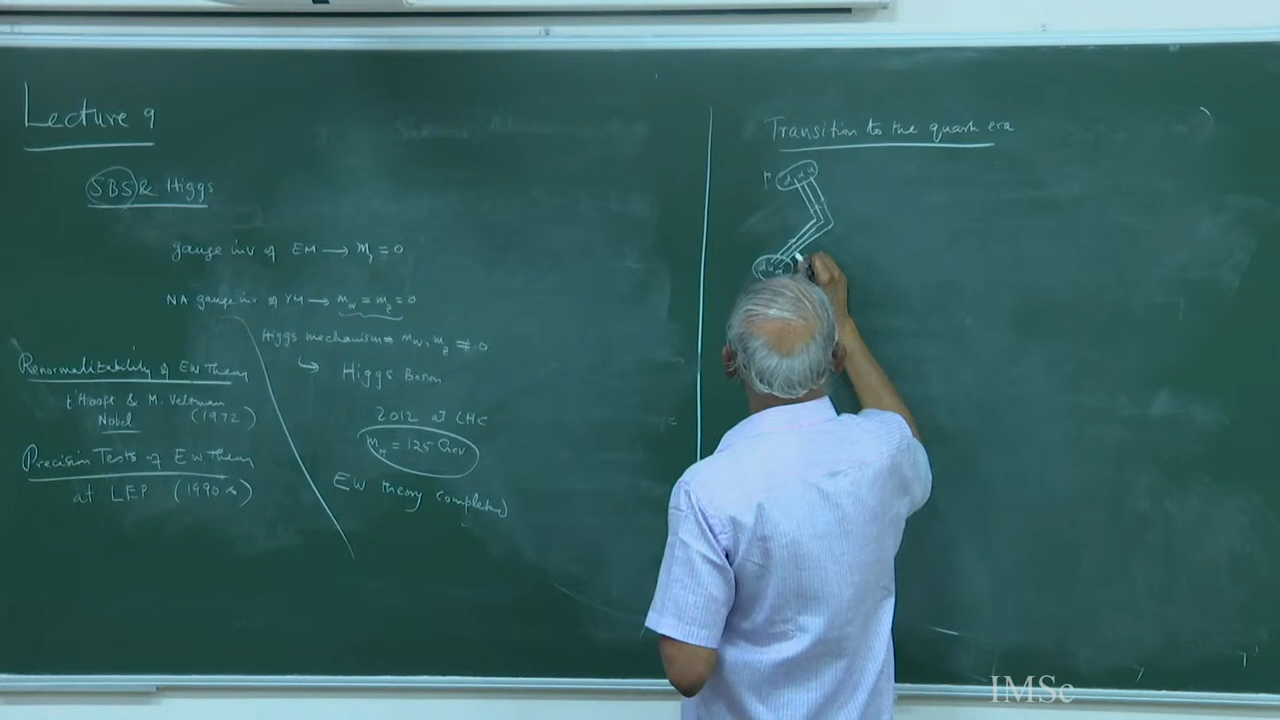 Lecture 9
SBS & Higgs
gauge inv of EM → m_γ = 0
NA gauge inv of YM → m_W = m_Z = 0
Higgs mechanism → m_W, m_Z ≠ 0
↳ Higgs Boson
2012 at LHC
m_H = 125 GeV
EW theory completed
Renormalizability of EW Theory
t'Hooft & M. Veltman
Nobel (1972)
Precision Tests of EW Theory
at LEP (1990s)
Transition to the quark era
p d u u
IMSc